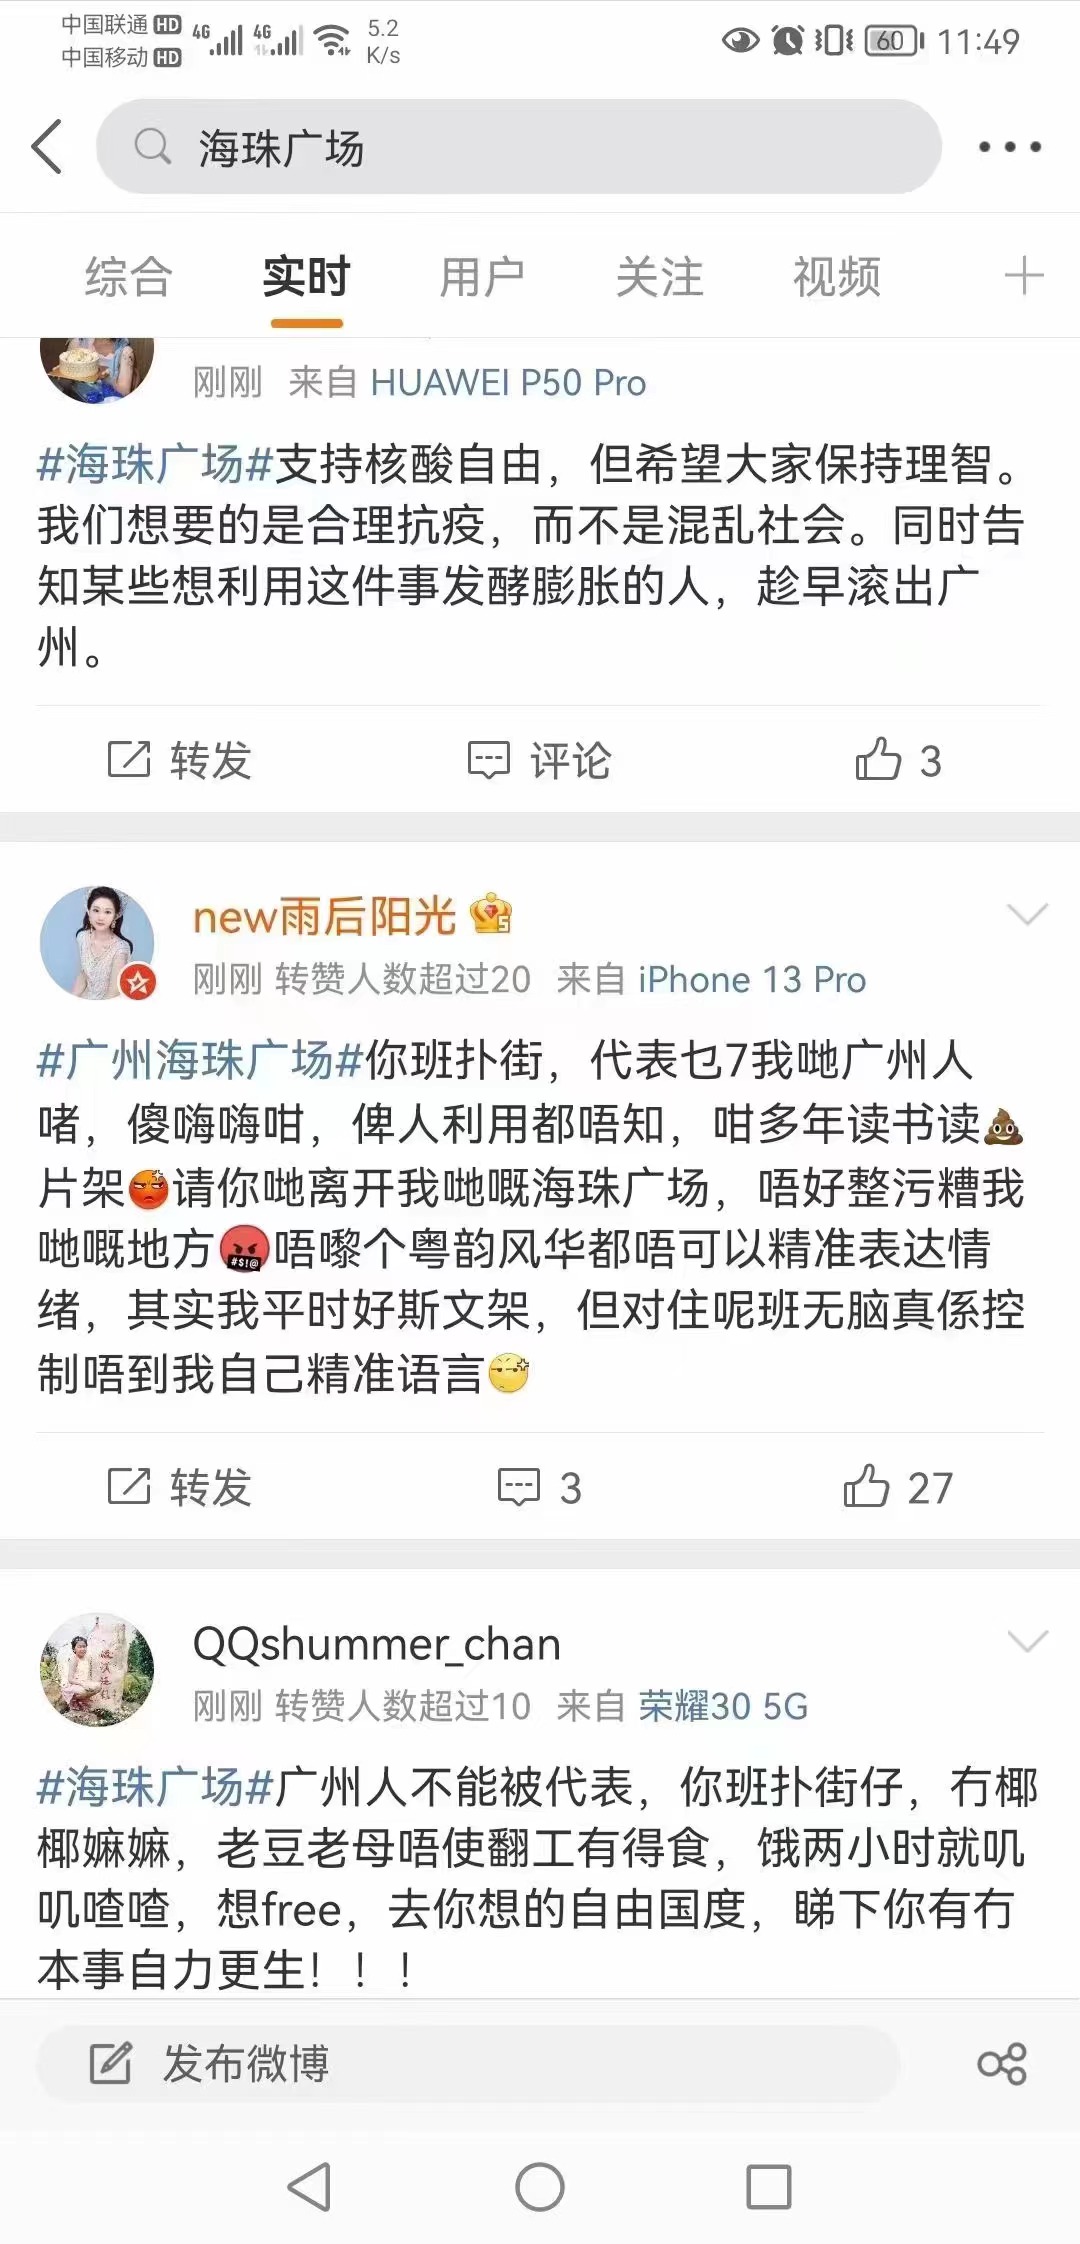 中国联通 HD 4G 4G 5.2
中国移动 HD K/s
60 11:49
海珠广场
综合 实时 用户 关注 视频
刚刚 来自 HUAWEI P50 Pro
#海珠广场#支持核酸自由，但希望大家保持理智。
我们想要的是合理抗疫，而不是混乱社会。同时告
知某些想利用这件事发酵膨胀的人，趁早滚出广
州。
转发 评论 3
new雨后阳光
刚刚 转赞人数超过20 来自 iPhone 13 Pro
#广州海珠广场#你班扑街，代表乜7我哋广州人
啫，傻嗨嗨咁，俾人利用都唔知，咁多年读书读💩
片架😡请你哋离开我哋嘅海珠广场，唔好整污糟我
哋嘅地方🤬唔嚟个粤韵风华都唔可以精准表达情
绪，其实我平时好斯文架，但对住呢班无脑真係控
制唔到我自己精准语言
转发 3 27
QQshummer_chan
刚刚 转赞人数超过10 来自 荣耀30 5G
#海珠广场#广州人不能被代表，你班扑街仔，冇椰
椰嫲嫲，老豆老母唔使翻工有得食，饿两小时就叽
叽喳喳，想free，去你想的自由国度，睇下你有冇
本事自力更生！！！
发布微博